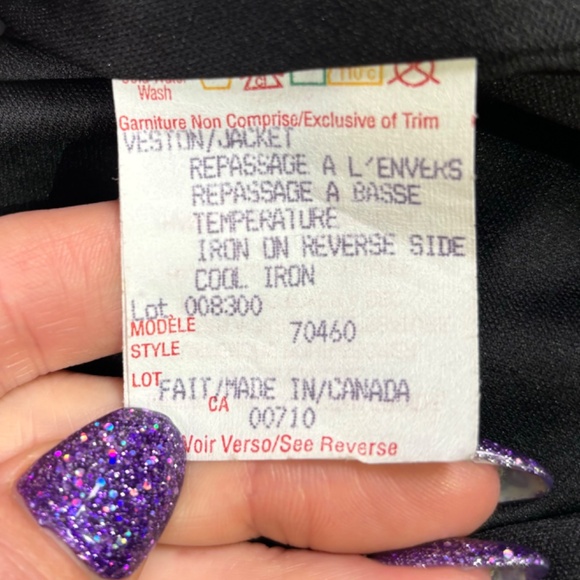 Wash
110 c
Garniture Non Comprise/Exclusive of Trim
VESTON/JACKET
REPASSAGE A L'ENVERS
REPASSAGE A BASSE
TEMPERATURE
IRON ON REVERSE SIDE
COOL IRON
Lot 008300
MODÈLE 70460
STYLE
LOT
FAIT/MADE IN/CANADA
CA 00710
Voir Verso/See Reverse